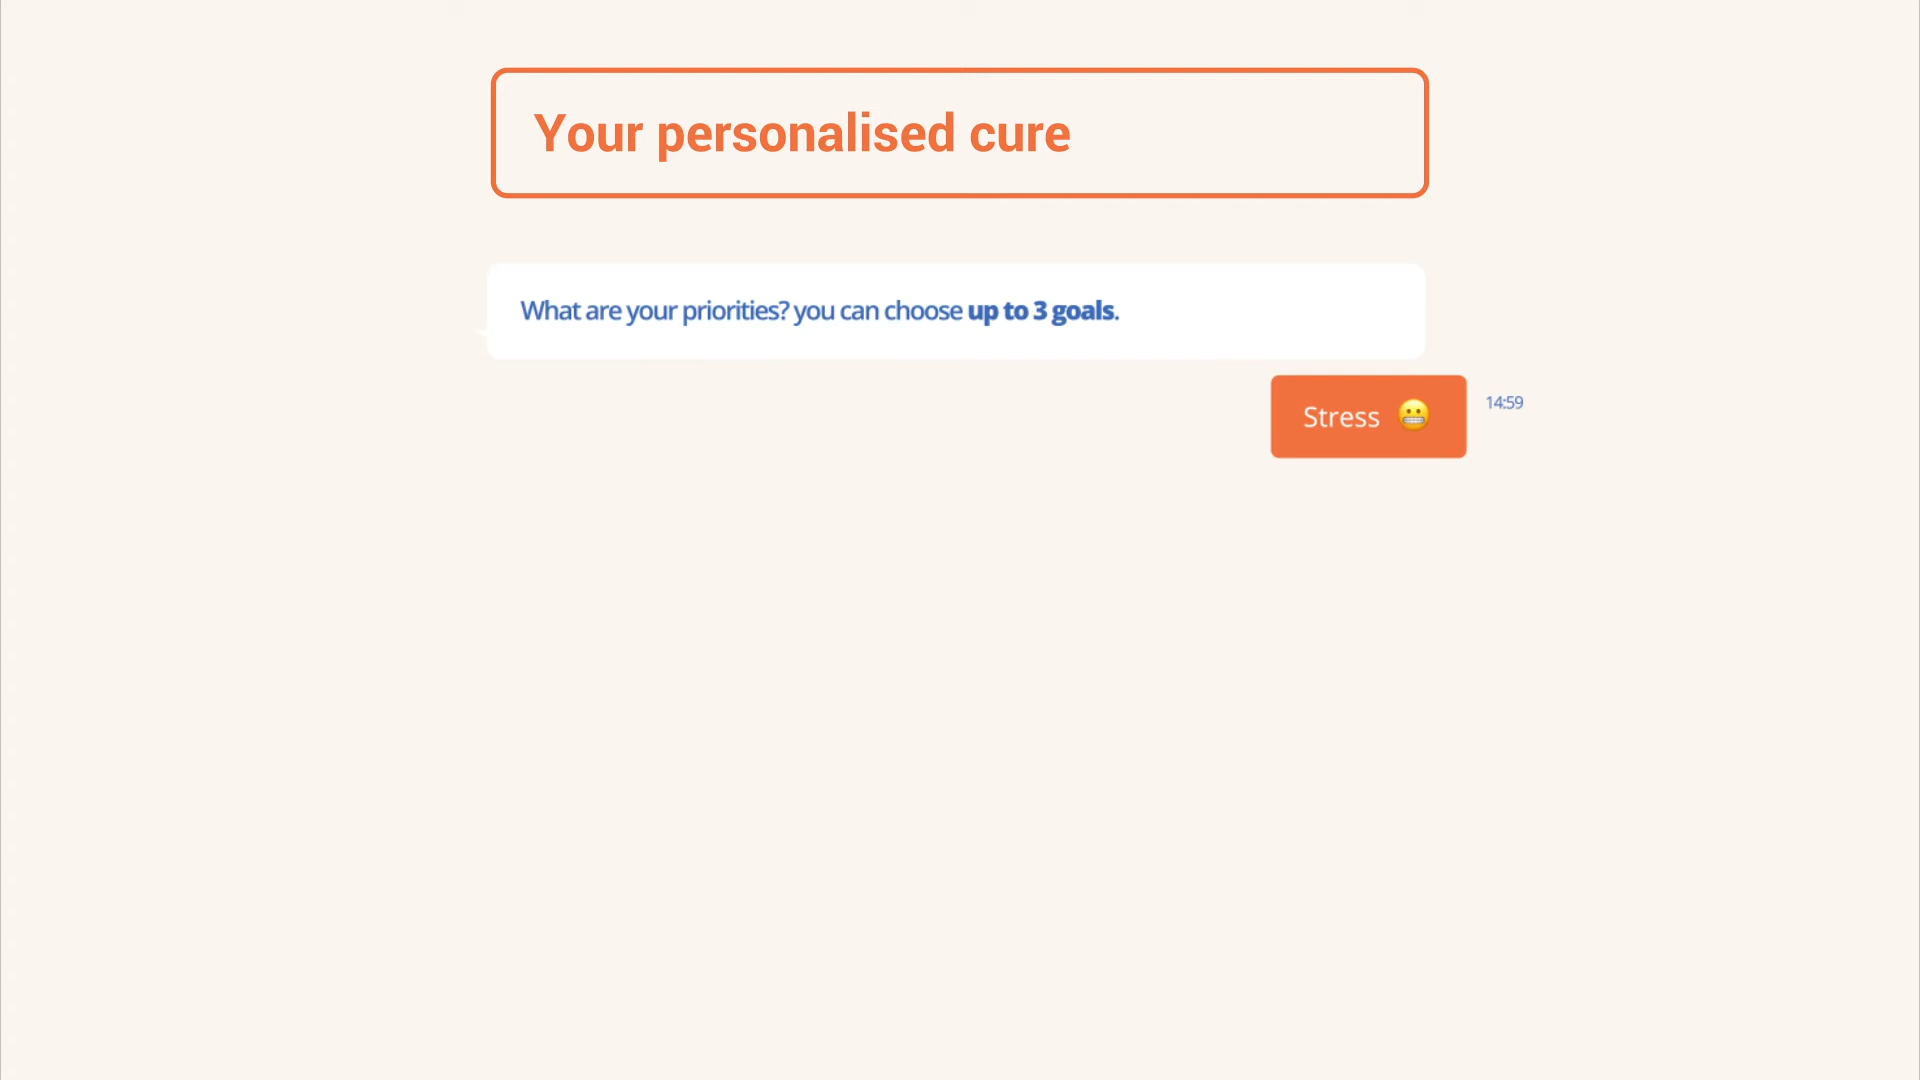 Your personalised cure
What are your priorities? you can choose up to 3 goals.
Stress 😬
14:59